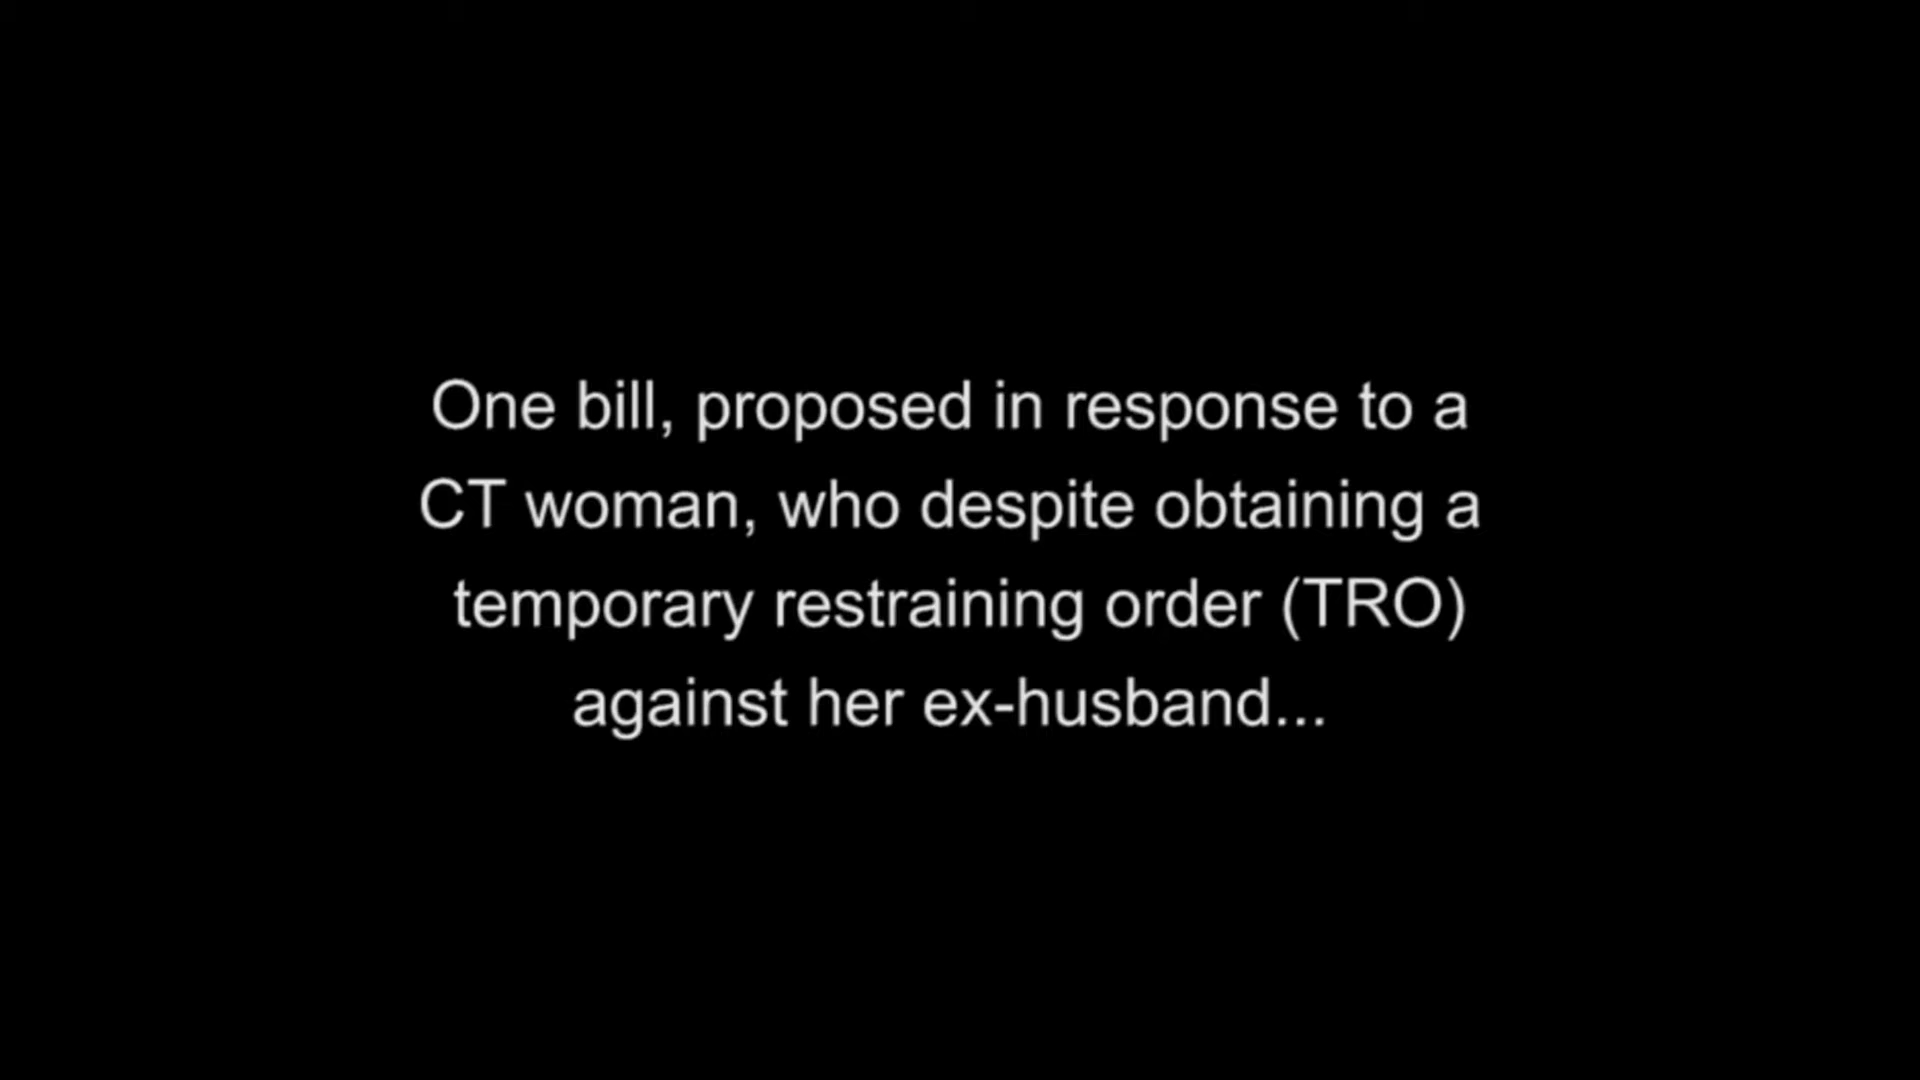 One bill, proposed in response to a
CT woman, who despite obtaining a
temporary restraining order (TRO)
against her ex-husband...